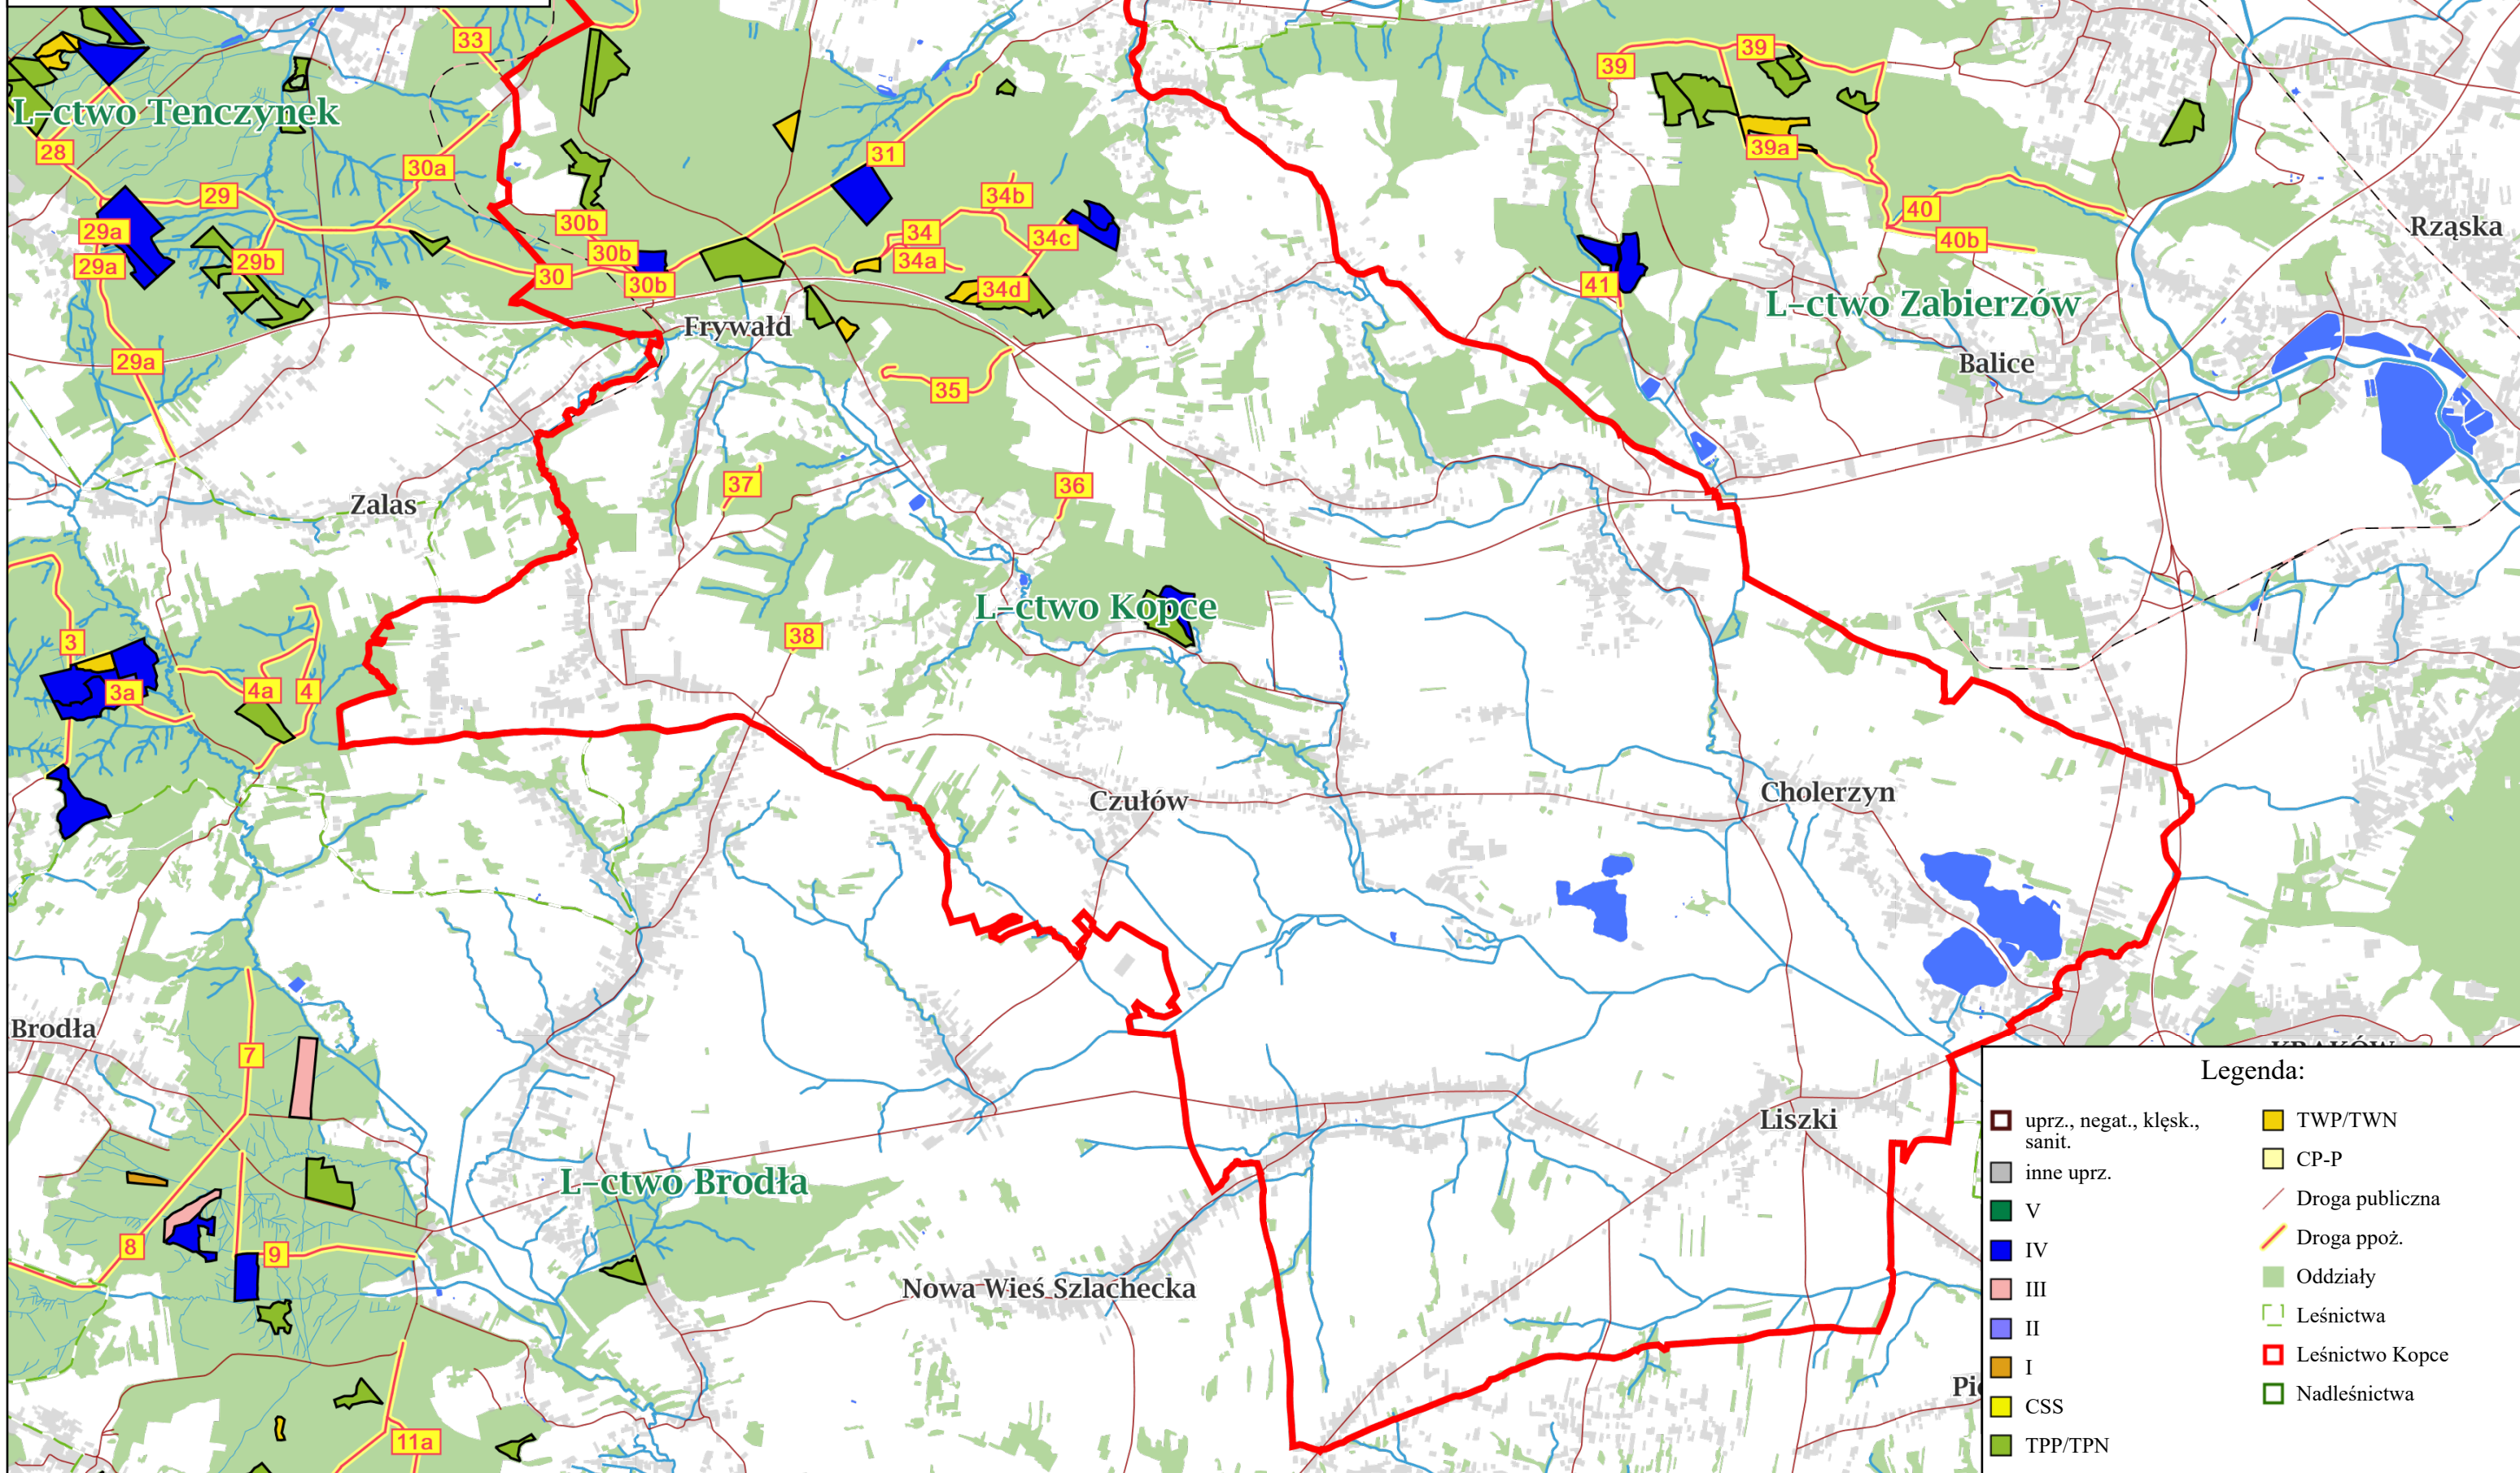 33
39
39
L-ctwo Tenczynek
28
30a
31
39a
29
34b
40
30b
29a
34
34c
Rząska
40b
30b
29a
29b
34a
30
30b
34d
41
L-ctwo Zabierzów
Frywałd
29a
35
Balice
37
36
Zalas
L-ctwo Kopce
3
38
3a
4a
4
Czułów
Cholerzyn
Brodła
7
KRAKÓW
Liszki
L-ctwo Brodła
8
9
Nowa Wieś Szlachecka
11a
Legenda:
uprz., negat., klęsk.,
sanit.
inne uprz.
V
IV
III
II
I
CSS
TPP/TPN
TWP/TWN
CP-P
Droga publiczna
Droga ppoż.
Oddziały
Leśnictwa
Leśnictwo Kopce
Nadleśnictwa